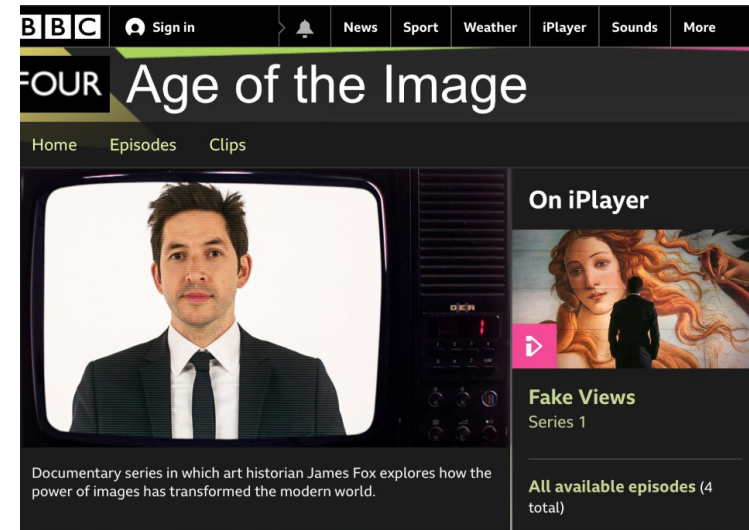 BBC Sign in News Sport Weather iPlayer Sounds More
FOUR Age of the Image
Home Episodes Clips
On iPlayer
DER
1
Fake Views
Series 1
Documentary series in which art historian James Fox explores how the
power of images has transformed the modern world.
All available episodes (4
total)